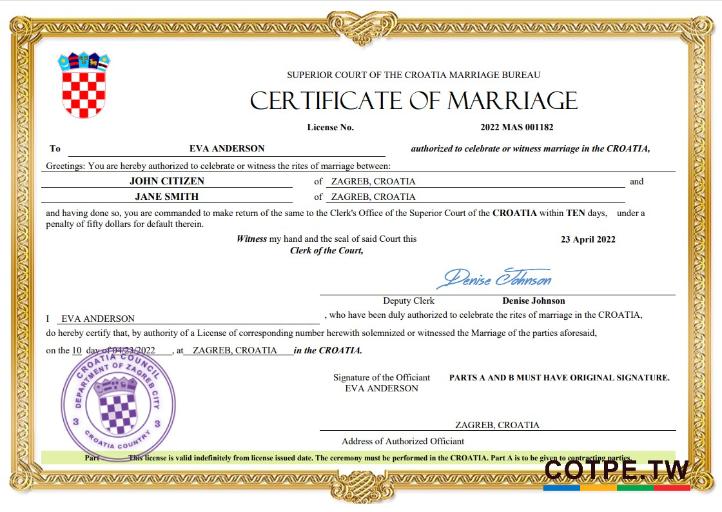 SUPERIOR COURT OF THE CROATIA MARRIAGE BUREAU
CERTIFICATE OF MARRIAGE
License No. 2022 MAS 001182
To EVA ANDERSON authorized to celebrate or witness marriage in the CROATIA,
Greetings: You are hereby authorized to celebrate or witness the rites of marriage between:
JOHN CITIZEN of ZAGREB, CROATIA and
JANE SMITH of ZAGREB, CROATIA
and having done so, you are commanded to make return of the same to the Clerk's Office of the Superior Court of the CROATIA within TEN days, under a
penalty of fifty dollars for default therein.
Witness my hand and the seal of said Court this 23 April 2022
Clerk of the Court,
Denise Johnson
Deputy Clerk Denise Johnson
I EVA ANDERSON , who have been duly authorized to celebrate the rites of marriage in the CROATIA,
do hereby certify that, by authority of a License of corresponding number herewith solemnized or witnessed the Marriage of the parties aforesaid,
on the 10 day of 04/23/2022 , at ZAGREB, CROATIA in the CROATIA.
CROATIA COUNCIL
DEPARTMENT OF ZAGREB CITY
3 3
CROATIA COUNTRY
Signature of the Officiant PARTS A AND B MUST HAVE ORIGINAL SIGNATURE.
EVA ANDERSON
ZAGREB, CROATIA
Address of Authorized Officiant
Part This license is valid indefinitely from license issued date. The ceremony must be performed in the CROATIA. Part A is to be given to contracting parties.
COTPE.TW